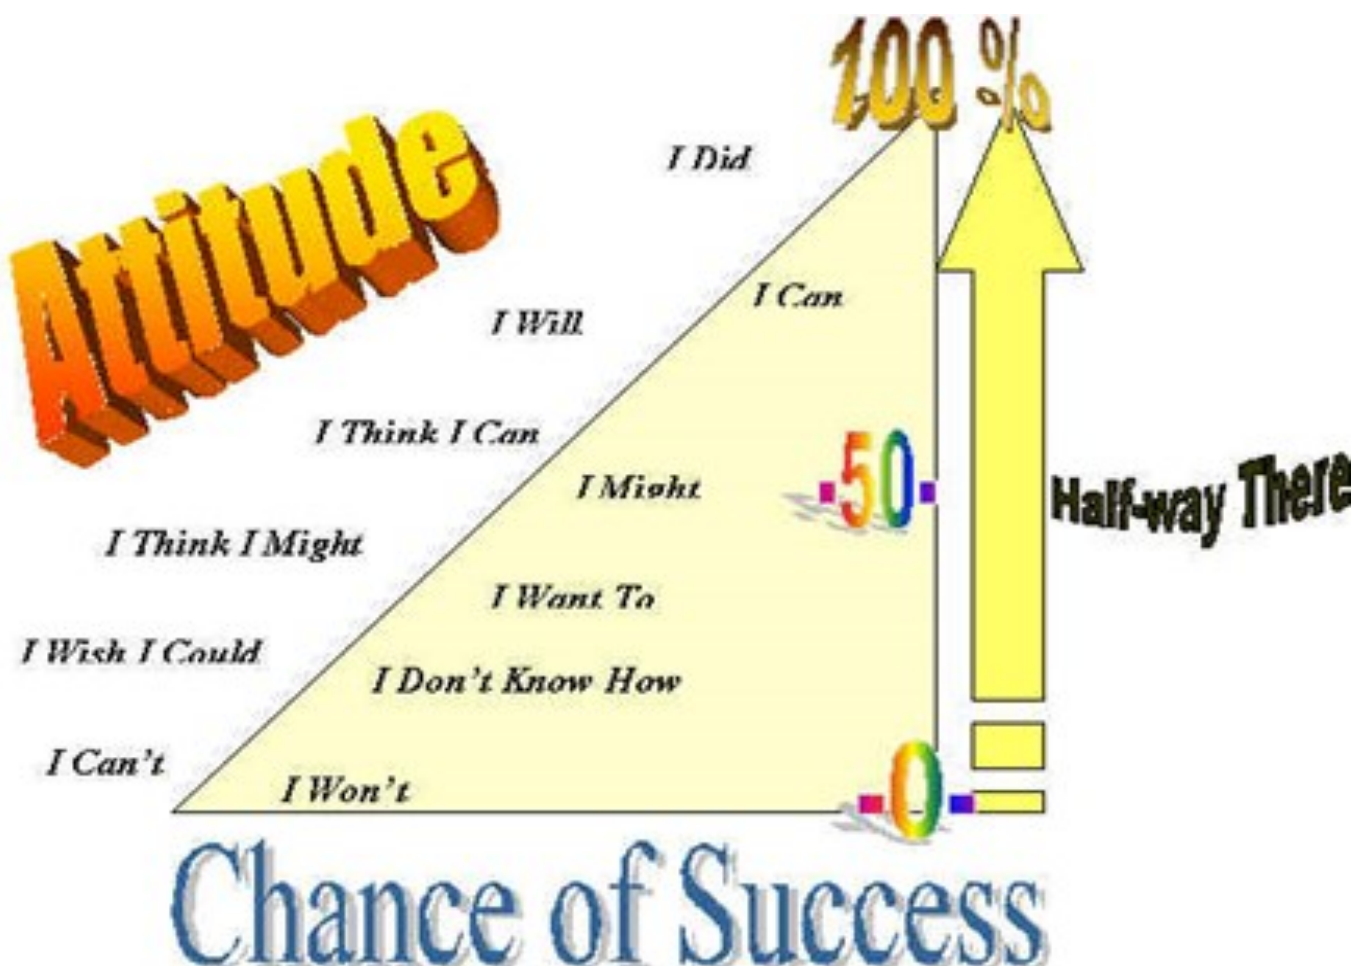 100 %
Attitude
I Did
I Can
I Will
I Think I Can
I Might
-50-
Half-way There
I Think I Might
I Want To
I Wish I Could
I Don't Know How
I Can't
I Won't
-0-
Chance of Success